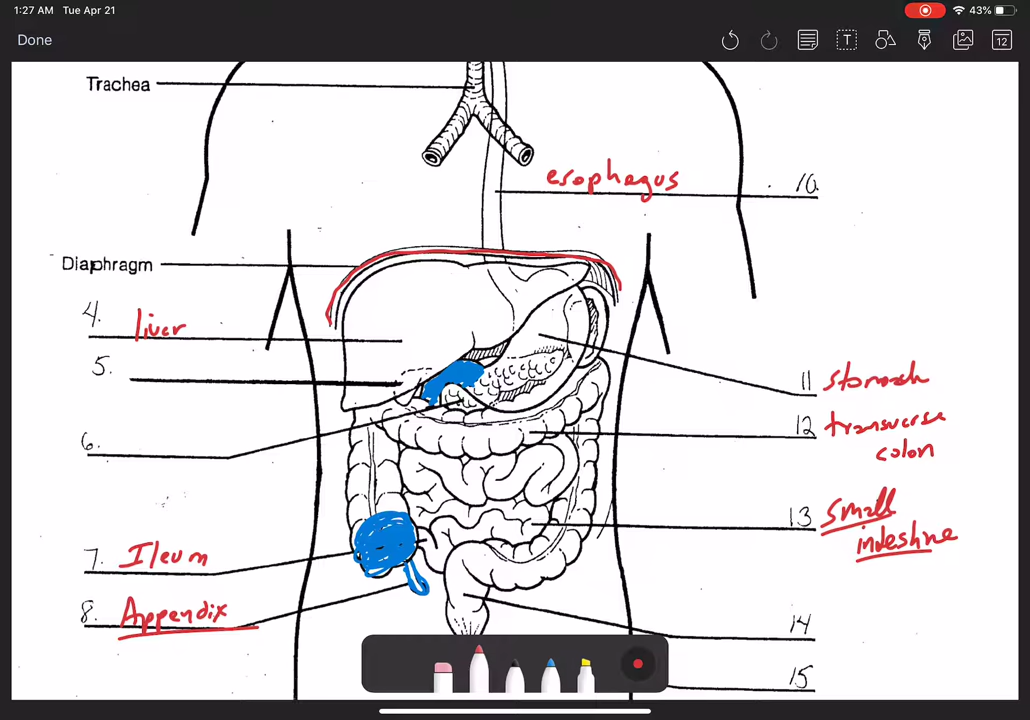 1:27 AM Tue Apr 21
43%
Done
T
12
Trachea
esophagus
10.
Diaphragm
4. liver
5.
11 stomach
12 transverse
colon
6.
13 small
indestine
7. Ileum
8. Appendix
14
15